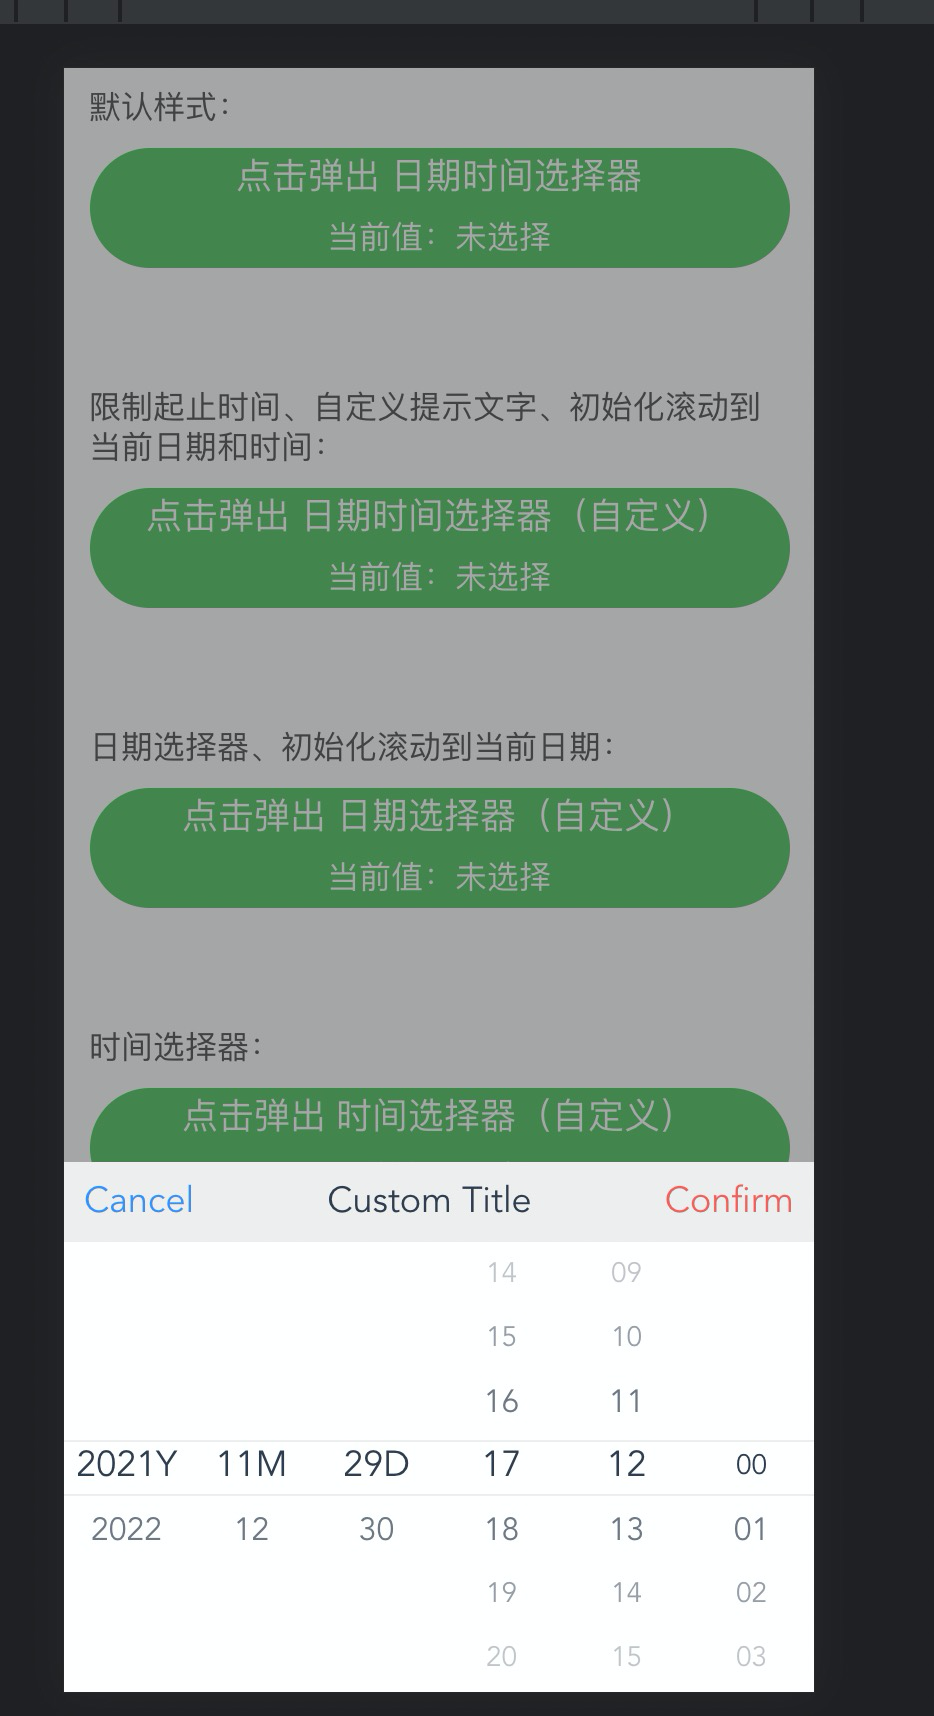 默认样式：
点击弹出 日期时间选择器
当前值：未选择
限制起止时间、自定义提示文字、初始化滚动到
当前日期和时间：
点击弹出 日期时间选择器（自定义）
当前值：未选择
日期选择器、初始化滚动到当前日期：
点击弹出 日期选择器（自定义）
当前值：未选择
时间选择器：
点击弹出 时间选择器（自定义）
Cancel Custom Title Confirm
14 09
15 10
16 11
2021Y 11M 29D 17 12 00
2022 12 30 18 13 01
19 14 02
20 15 03